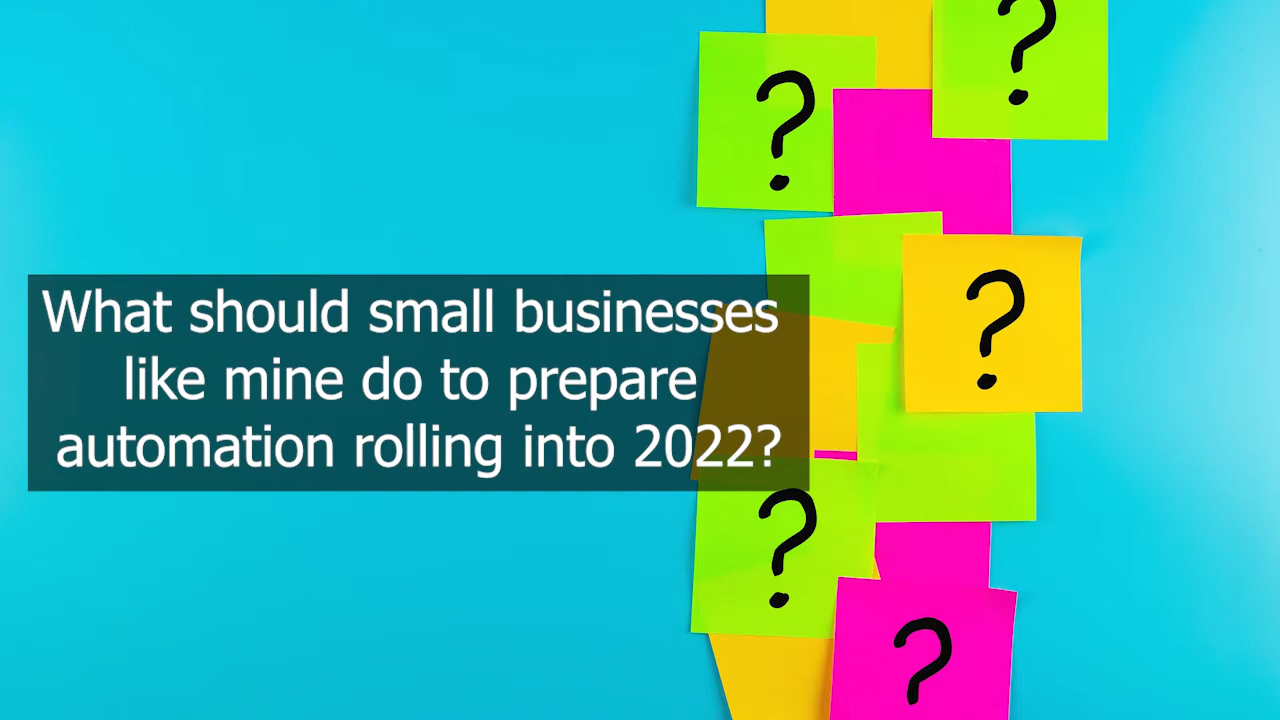 ?
?
?
What should small businesses
like mine do to prepare
automation rolling into 2022?
?
?